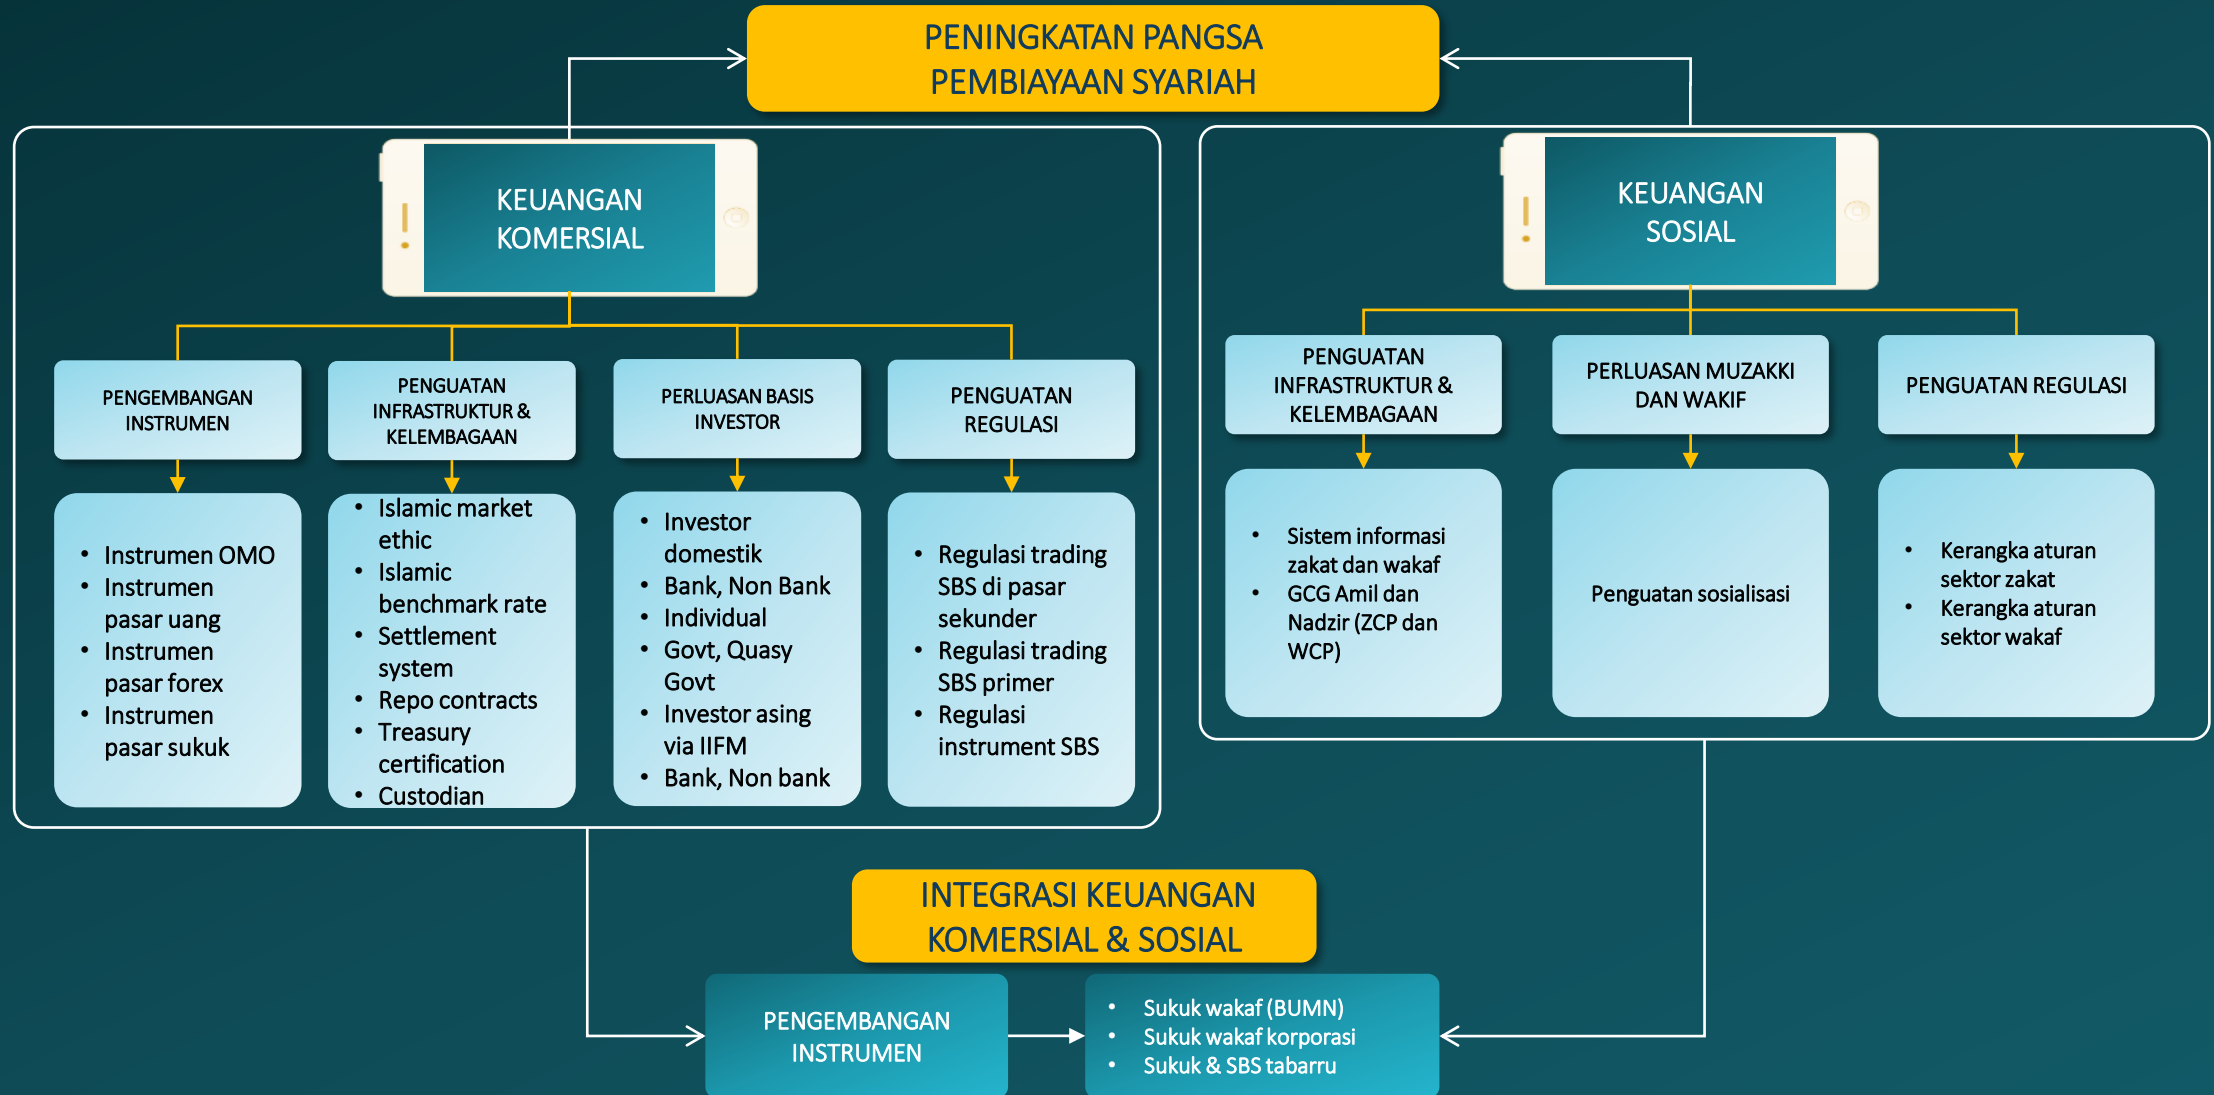 PENINGKATAN PANGSA
PEMBIAYAAN SYARIAH
KEUANGAN
KOMERSIAL
PENGEMBANGAN
INSTRUMEN
• Instrumen OMO
• Instrumen
pasar uang
• Instrumen
pasar forex
• Instrumen
pasar sukuk
PENGUATAN
INFRASTRUKTUR &
KELEMBAGAAN
• Islamic market
ethic
• Islamic
benchmark rate
• Settlement
system
• Repo contracts
• Treasury
certification
• Custodian
PERLUASAN BASIS
INVESTOR
• Investor
domestik
• Bank, Non Bank
• Individual
• Govt, Quasy
Govt
• Investor asing
via IIFM
• Bank, Non bank
PENGUATAN
REGULASI
• Regulasi trading
SBS di pasar
sekunder
• Regulasi trading
SBS primer
• Regulasi
instrument SBS
KEUANGAN
SOSIAL
PENGUATAN
INFRASTRUKTUR &
KELEMBAGAAN
• Sistem informasi
zakat dan wakaf
• GCG Amil dan
Nadzir (ZCP dan
WCP)
PERLUASAN MUZAKKI
DAN WAKIF
Penguatan sosialisasi
PENGUATAN REGULASI
• Kerangka aturan
sektor zakat
• Kerangka aturan
sektor wakaf
INTEGRASI KEUANGAN
KOMERSIAL & SOSIAL
PENGEMBANGAN
INSTRUMEN
• Sukuk wakaf (BUMN)
• Sukuk wakaf korporasi
• Sukuk & SBS tabarru